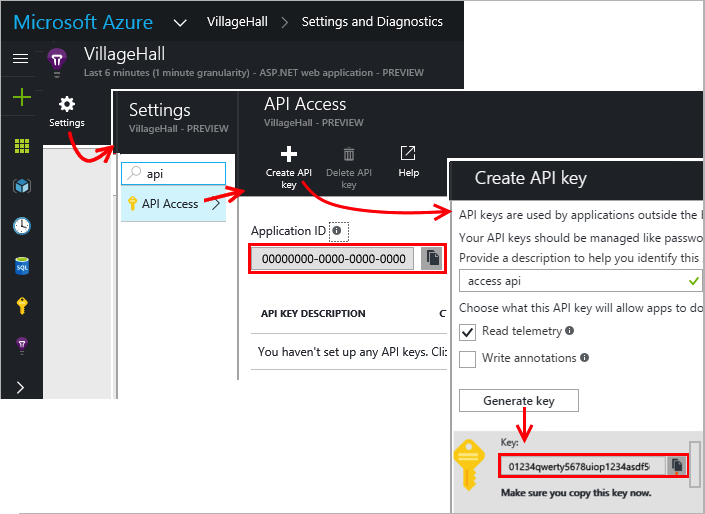 Microsoft Azure VillageHall Settings and Diagnostics
VillageHall
Last 6 minutes (1 minute granularity) - ASP.NET web application - PREVIEW
Settings
Settings
VillageHall - PREVIEW
api
API Access
API Access
VillageHall - PREVIEW
Create API
key
Delete API
key
Help
Application ID
00000000-0000-0000-0000
API KEY DESCRIPTION
You haven't set up any API keys.
Create API key
API keys are used by applications outside the
Your API keys should be managed like passwo
Provide a description to help you identify this
access api
Choose what this API key will allow apps to do
Read telemetry
Write annotations
Generate key
Key:
01234qwerty5678uiop1234asdf5
Make sure you copy this key now.
SQL